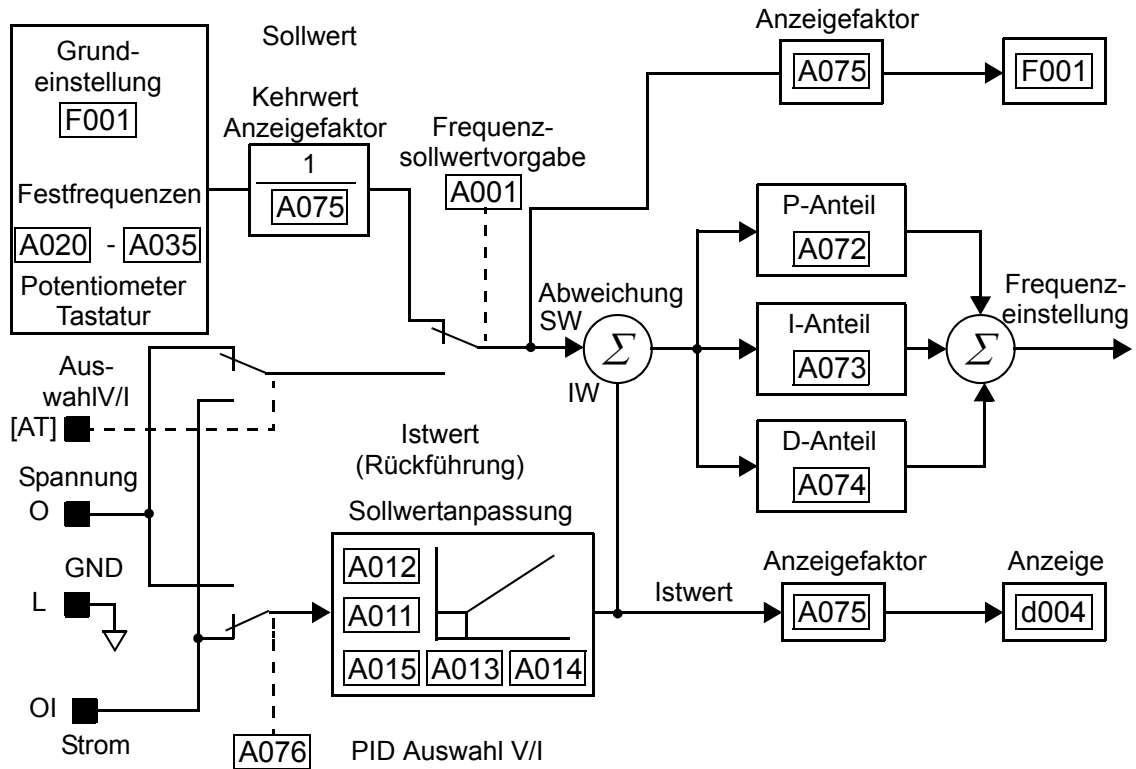 Grund-
einstellung
F001
Festfrequenzen
A020 - A035
Potentiometer
Tastatur
Sollwert
Kehrwert
Anzeigefaktor
1
A075
Frequenz-
sollwertvorgabe
A001
Anzeigefaktor
A075
F001
Abweichung
SW
Σ
IW
P-Anteil
A072
I-Anteil
A073
D-Anteil
A074
Σ
Frequenz-
einstellung
Aus-
wahlV/I
[AT]
Spannung
O
GND
L
OI
Strom
Istwert
(Rückführung)
Sollwertanpassung
A012
A011
A015 A013 A014
A076 PID Auswahl V/I
Istwert
Anzeigefaktor
A075
Anzeige
d004